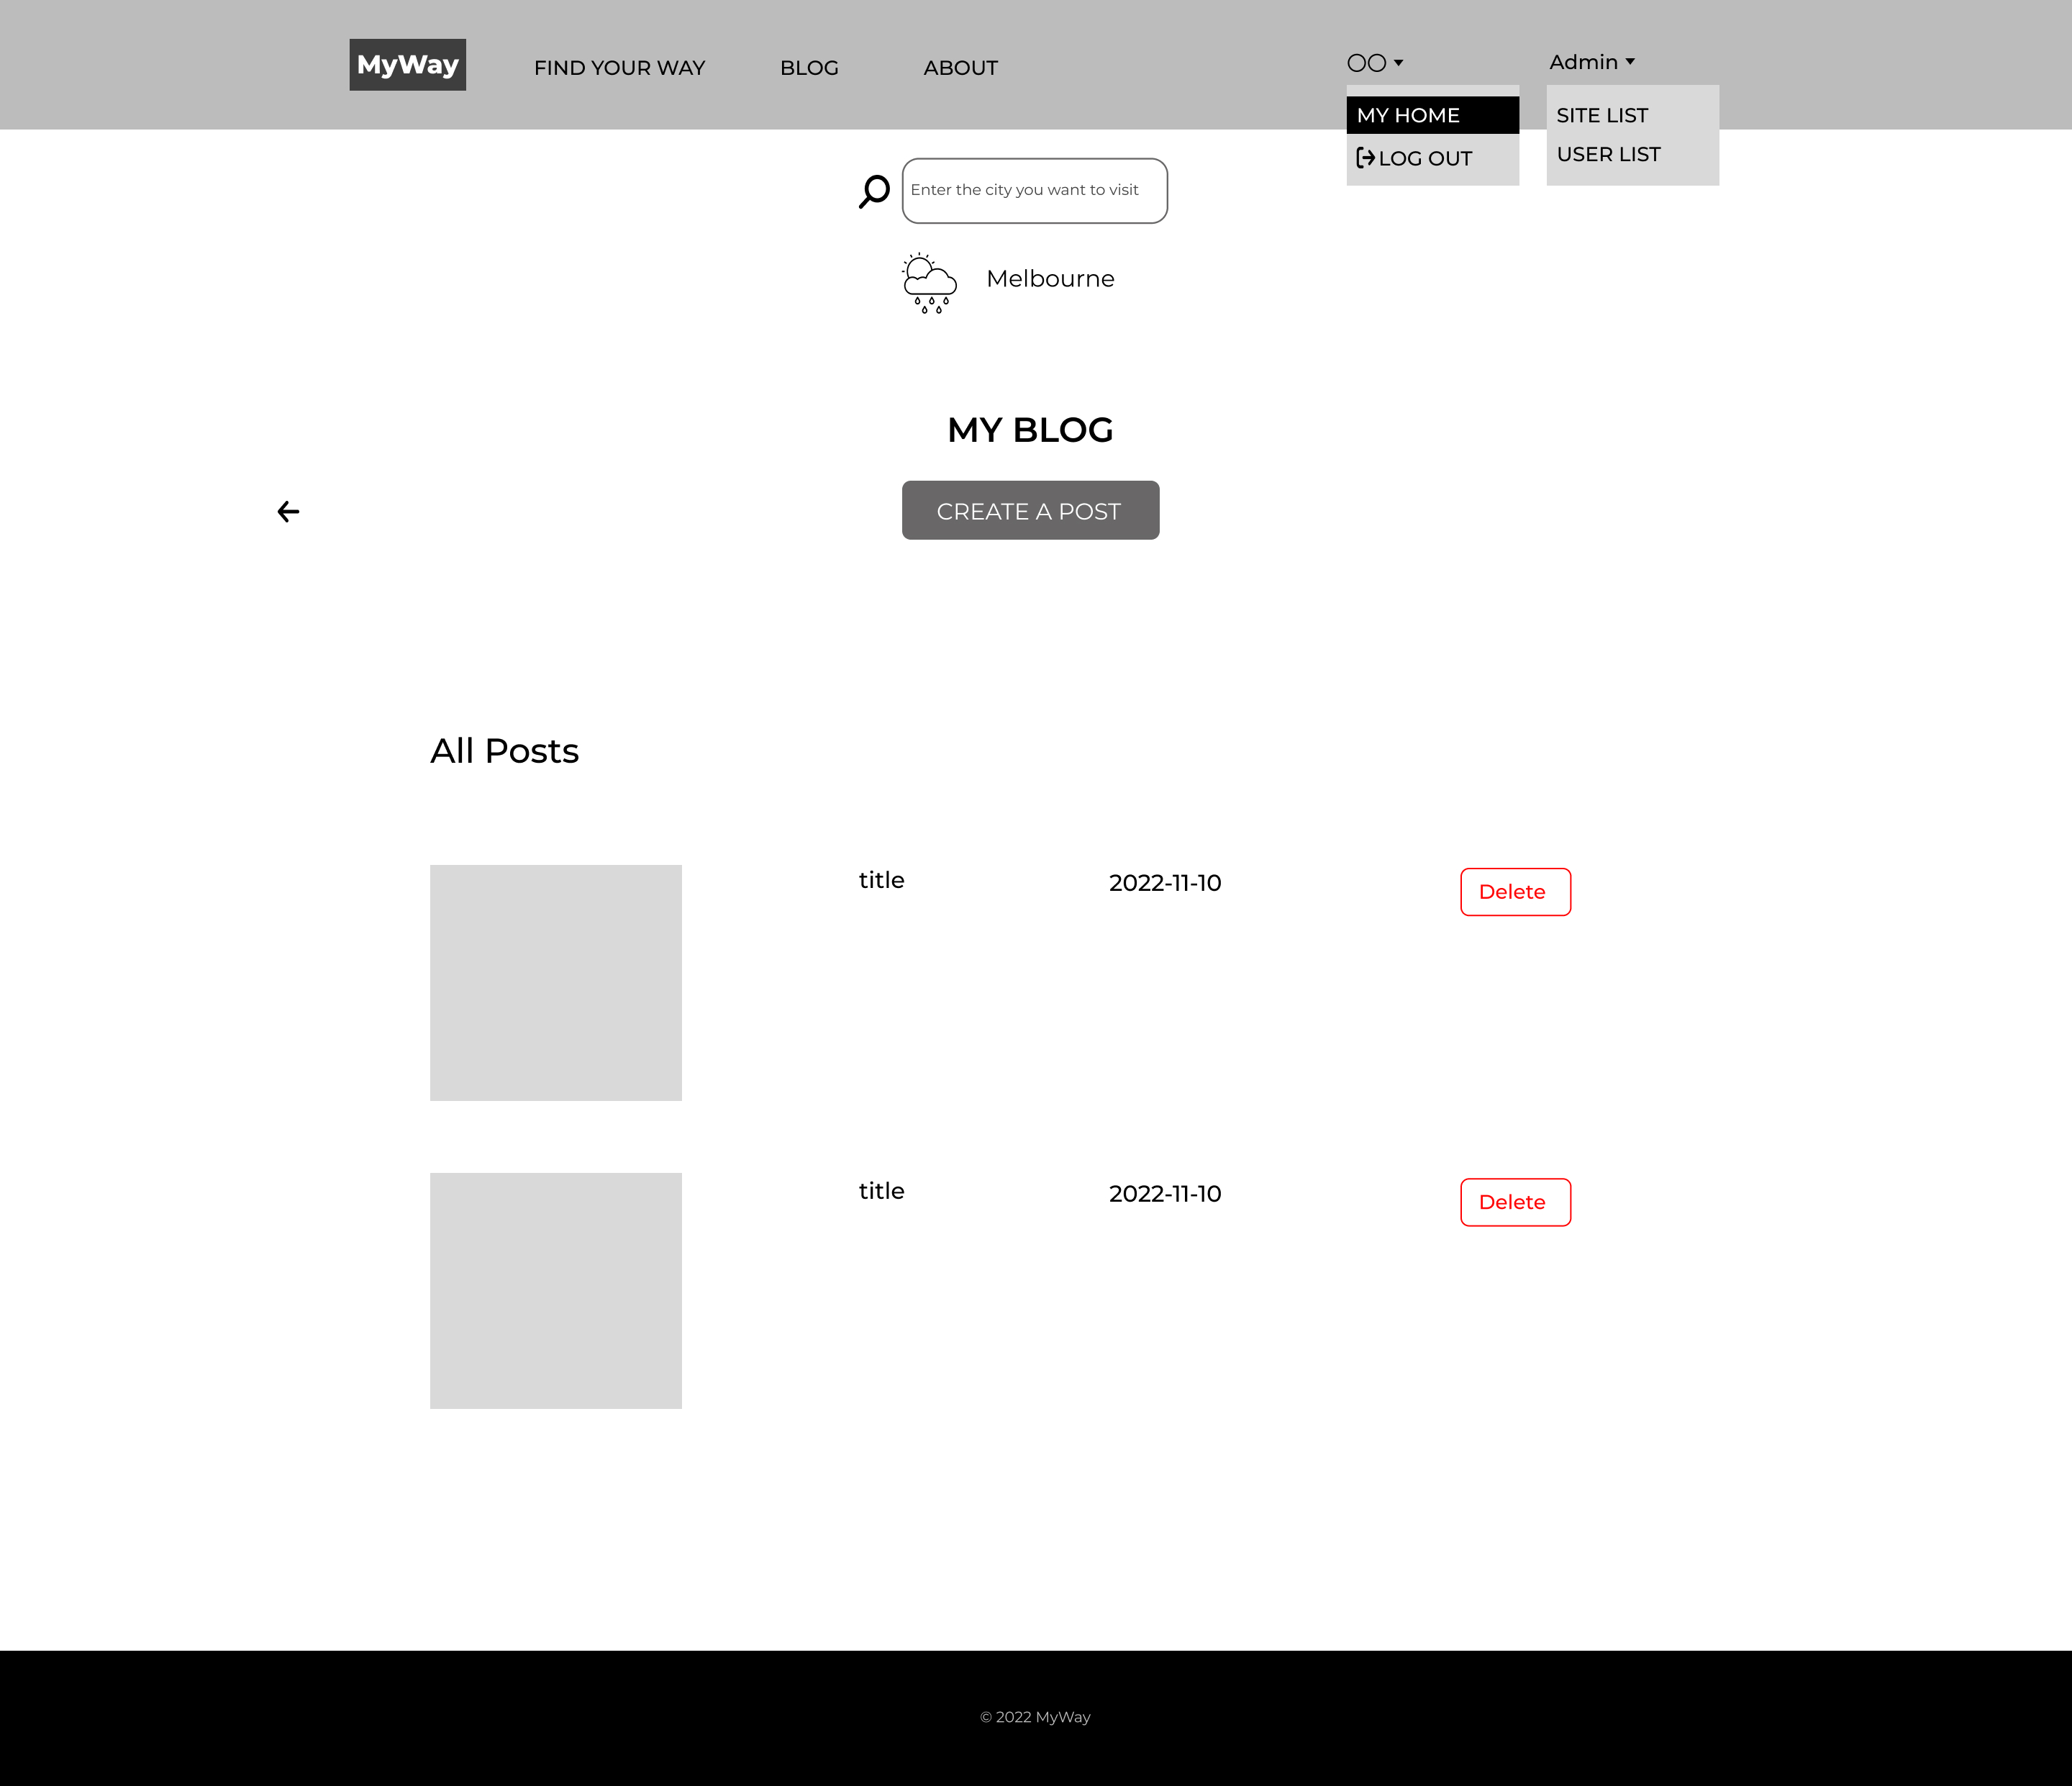 MyWay
FIND YOUR WAY
BLOG
ABOUT
○○
Admin
MY HOME
LOG OUT
SITE LIST
USER LIST
Enter the city you want to visit
Melbourne
MY BLOG
CREATE A POST
All Posts
title
2022-11-10
Delete
title
2022-11-10
Delete
© 2022 MyWay